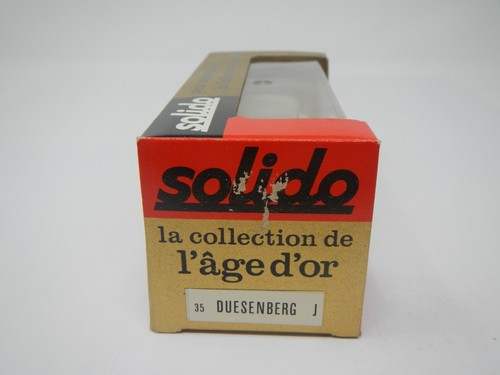 solido
solido
la collection de
l'âge d'or
35 DUESENBERG J